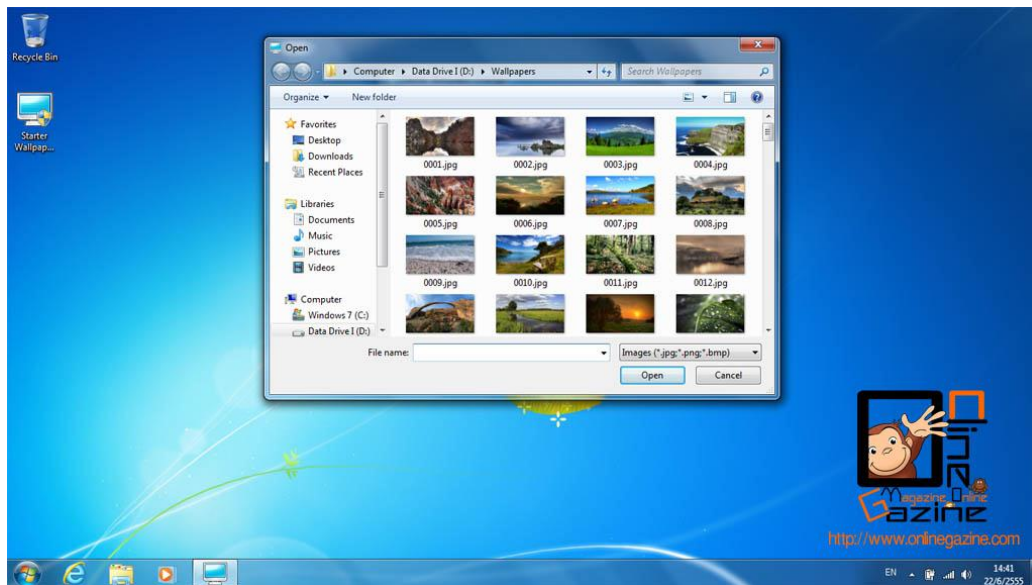 Recycle Bin
Starter
Wallpap...
Open
Computer
Data Drive I (D:)
Wallpapers
Search Wallpapers
Organize
New folder
Favorites
Desktop
Downloads
Recent Places
Libraries
Documents
Music
Pictures
Videos
Computer
Windows 7 (C:)
Data Drive I (D:)
0001.jpg
0002.jpg
0003.jpg
0004.jpg
0005.jpg
0006.jpg
0007.jpg
0008.jpg
0009.jpg
0010.jpg
0011.jpg
0012.jpg
File name:
Images (*.jpg;*.png;*.bmp)
Open
Cancel
Magazine Online
Gazine
http://www.onlinegazine.com
EN
14:41
22/6/2555